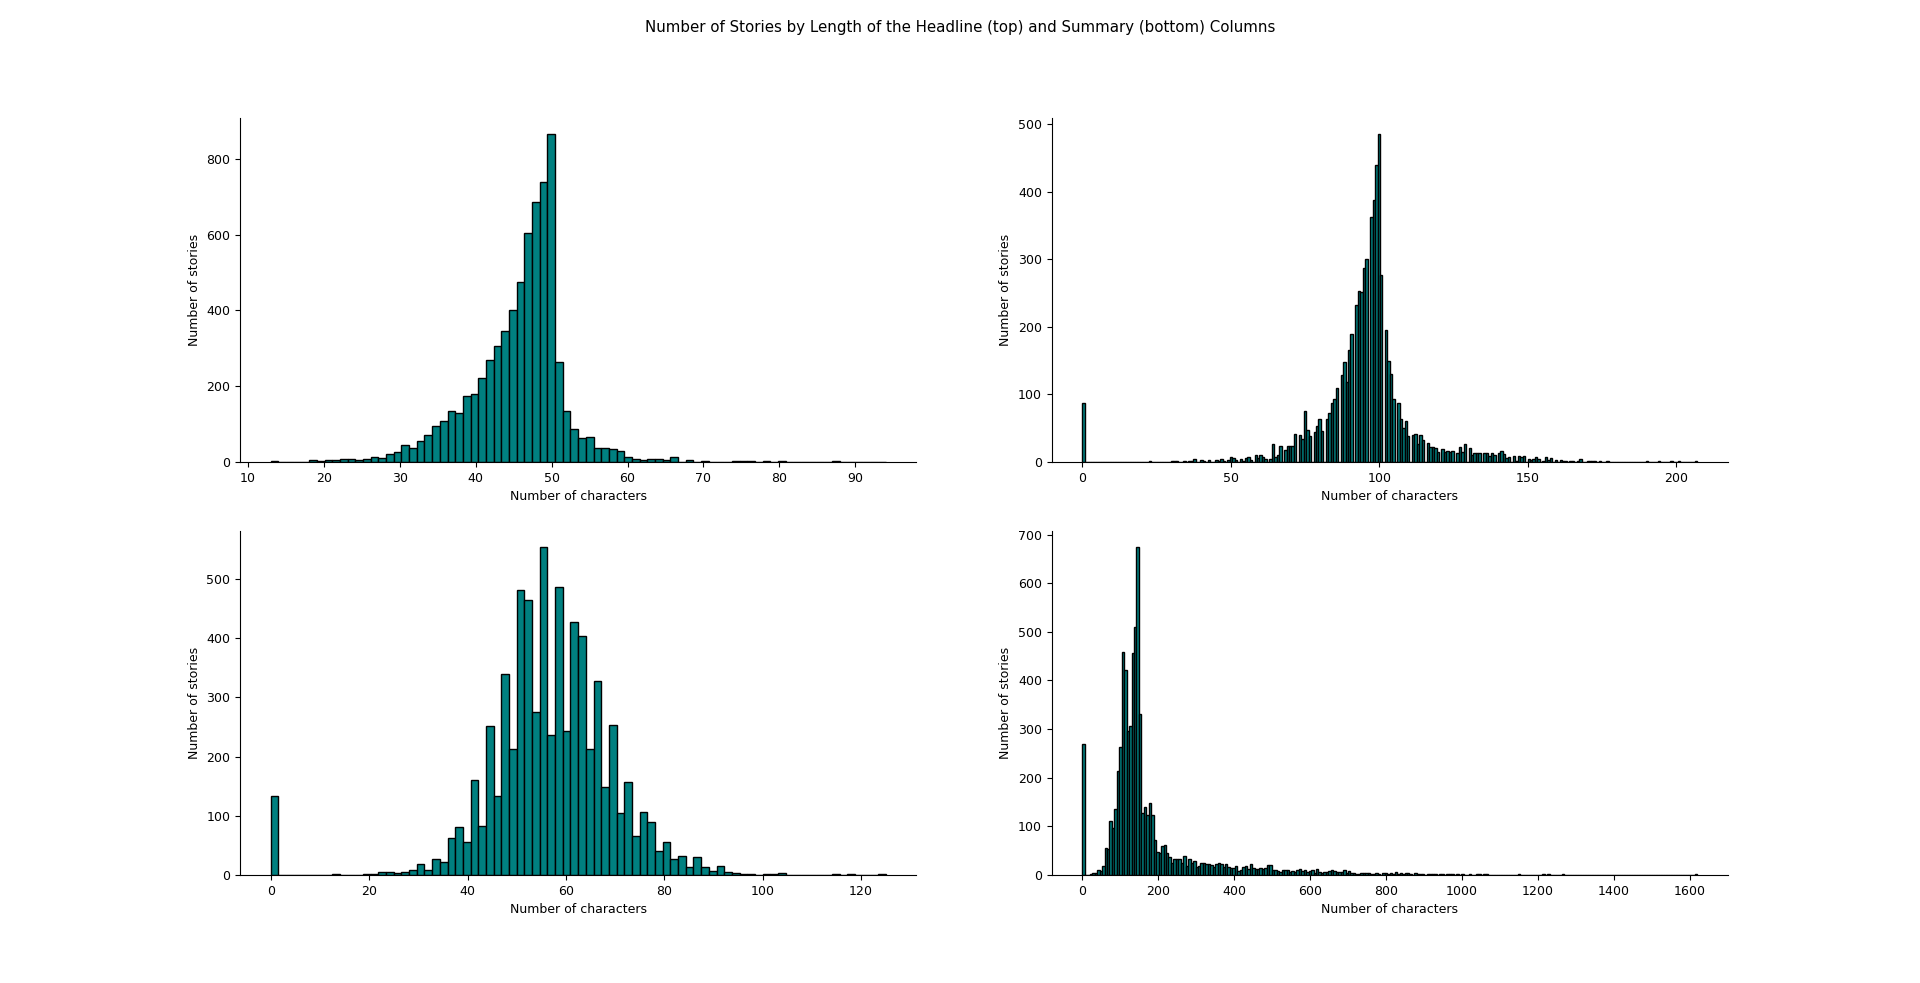 Number of Stories by Length of the Headline (top) and Summary (bottom) Columns
800
600
400
200
0
Number of stories
10 20 30 40 50 60 70 80 90
Number of characters
500
400
300
200
100
0
Number of stories
0 50 100 150 200
Number of characters
500
400
300
200
100
0
Number of stories
0 20 40 60 80 100 120
Number of characters
700
600
500
400
300
200
100
0
Number of stories
0 200 400 600 800 1000 1200 1400 1600
Number of characters